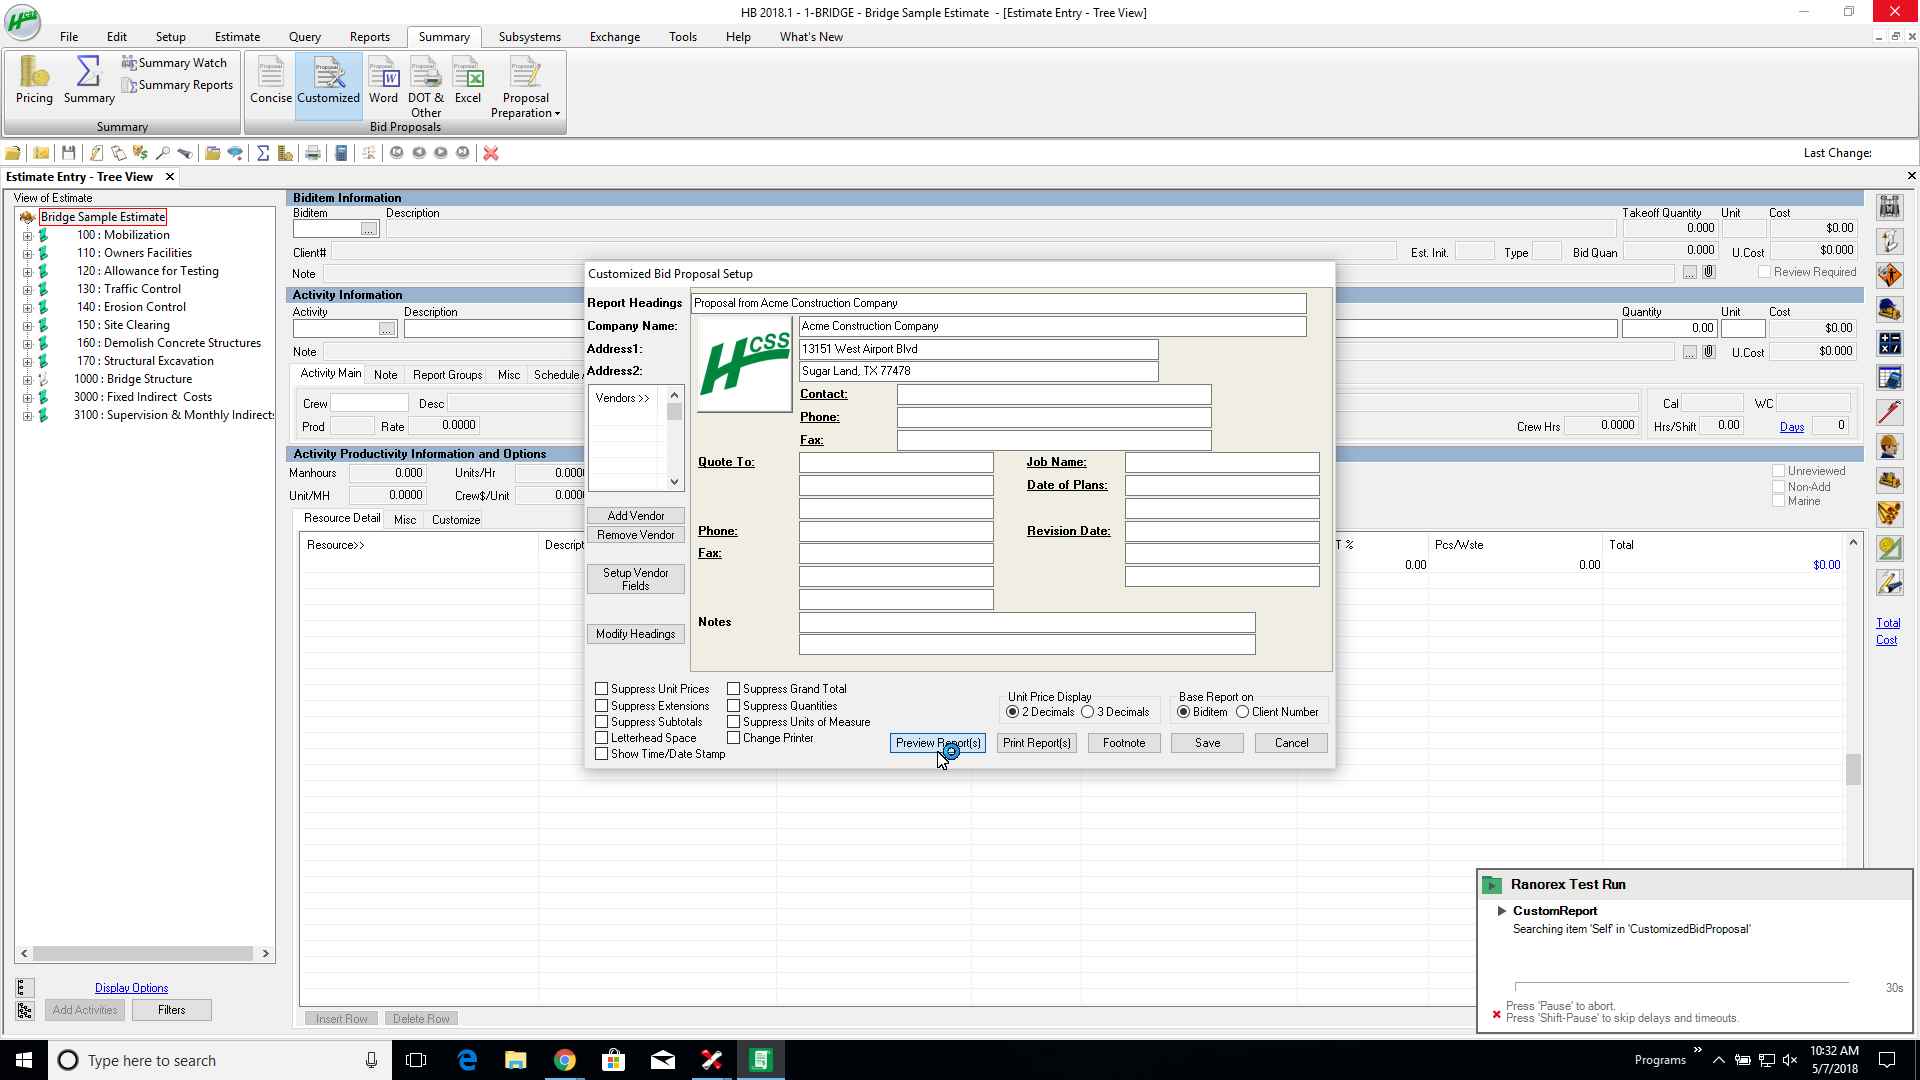 HB 2018.1 - 1-BRIDGE - Bridge Sample Estimate - [Estimate Entry - Tree View]
HCSS
File Edit Setup Estimate Query Reports Summary Subsystems Exchange Tools Help What's New
Pricing Summary Summary Watch Summary Reports
Summary
Proposal Concise Proposal Customized Proposal Word Proposal DOT & Other Proposal Excel Proposal Proposal Preparation
Bid Proposals
Last Change:
Estimate Entry - Tree View
View of Estimate
Bridge Sample Estimate
100 : Mobilization
110 : Owners Facilities
120 : Allowance for Testing
130 : Traffic Control
140 : Erosion Control
150 : Site Clearing
160 : Demolish Concrete Structures
170 : Structural Excavation
1000 : Bridge Structure
3000 : Fixed Indirect Costs
3100 : Supervision & Monthly Indirects
Display Options
Add Activities Filters
Biditem Information
Biditem Description Takeoff Quantity Unit Cost
... 0.000 $0.00
Client# Est. Init. Type Bid Quan 0.000 U.Cost $0.000
Note ... Review Required
Activity Information
Activity Description Quantity Unit Cost
... 0.00 $0.00
Note ... U.Cost $0.000
Activity Main Note Report Groups Misc Schedule
Crew Desc Cal WC
Prod Rate 0.0000 Crew Hrs 0.0000 Hrs/Shift 0.00 Days 0
Activity Productivity Information and Options
Manhours 0.000 Units/Hr 0.000
Unit/MH 0.0000 Crew$/Unit 0.00
Unreviewed
Non-Add
Marine
Resource Detail Misc Customize
Resource>> Descript T % Pcs/Wste Total
0.00 0.00 $0.00
Insert Row Delete Row
Total
Cost
Customized Bid Proposal Setup
Report Headings Proposal from Acme Construction Company
Company Name: Acme Construction Company
HCSS
Address1: 13151 West Airport Blvd
Address2: Sugar Land, TX 77478
Vendors >>
Contact:
Phone:
Fax:
Quote To: Job Name:
Date of Plans:
Phone: Revision Date:
Fax:
Notes
Add Vendor
Remove Vendor
Setup Vendor
Fields
Modify Headings
Suppress Unit Prices Suppress Grand Total
Suppress Extensions Suppress Quantities
Suppress Subtotals Suppress Units of Measure
Letterhead Space Change Printer
Show Time/Date Stamp
Unit Price Display
2 Decimals 3 Decimals
Base Report on
Biditem Client Number
Preview Report(s) Print Report(s) Footnote Save Cancel
Ranorex Test Run
CustomReport
Searching item 'Self' in 'CustomizedBidProposal'
30s
Press 'Pause' to abort.
Press 'Shift-Pause' to skip delays and timeouts.
Type here to search
Programs
10:32 AM
5/7/2018